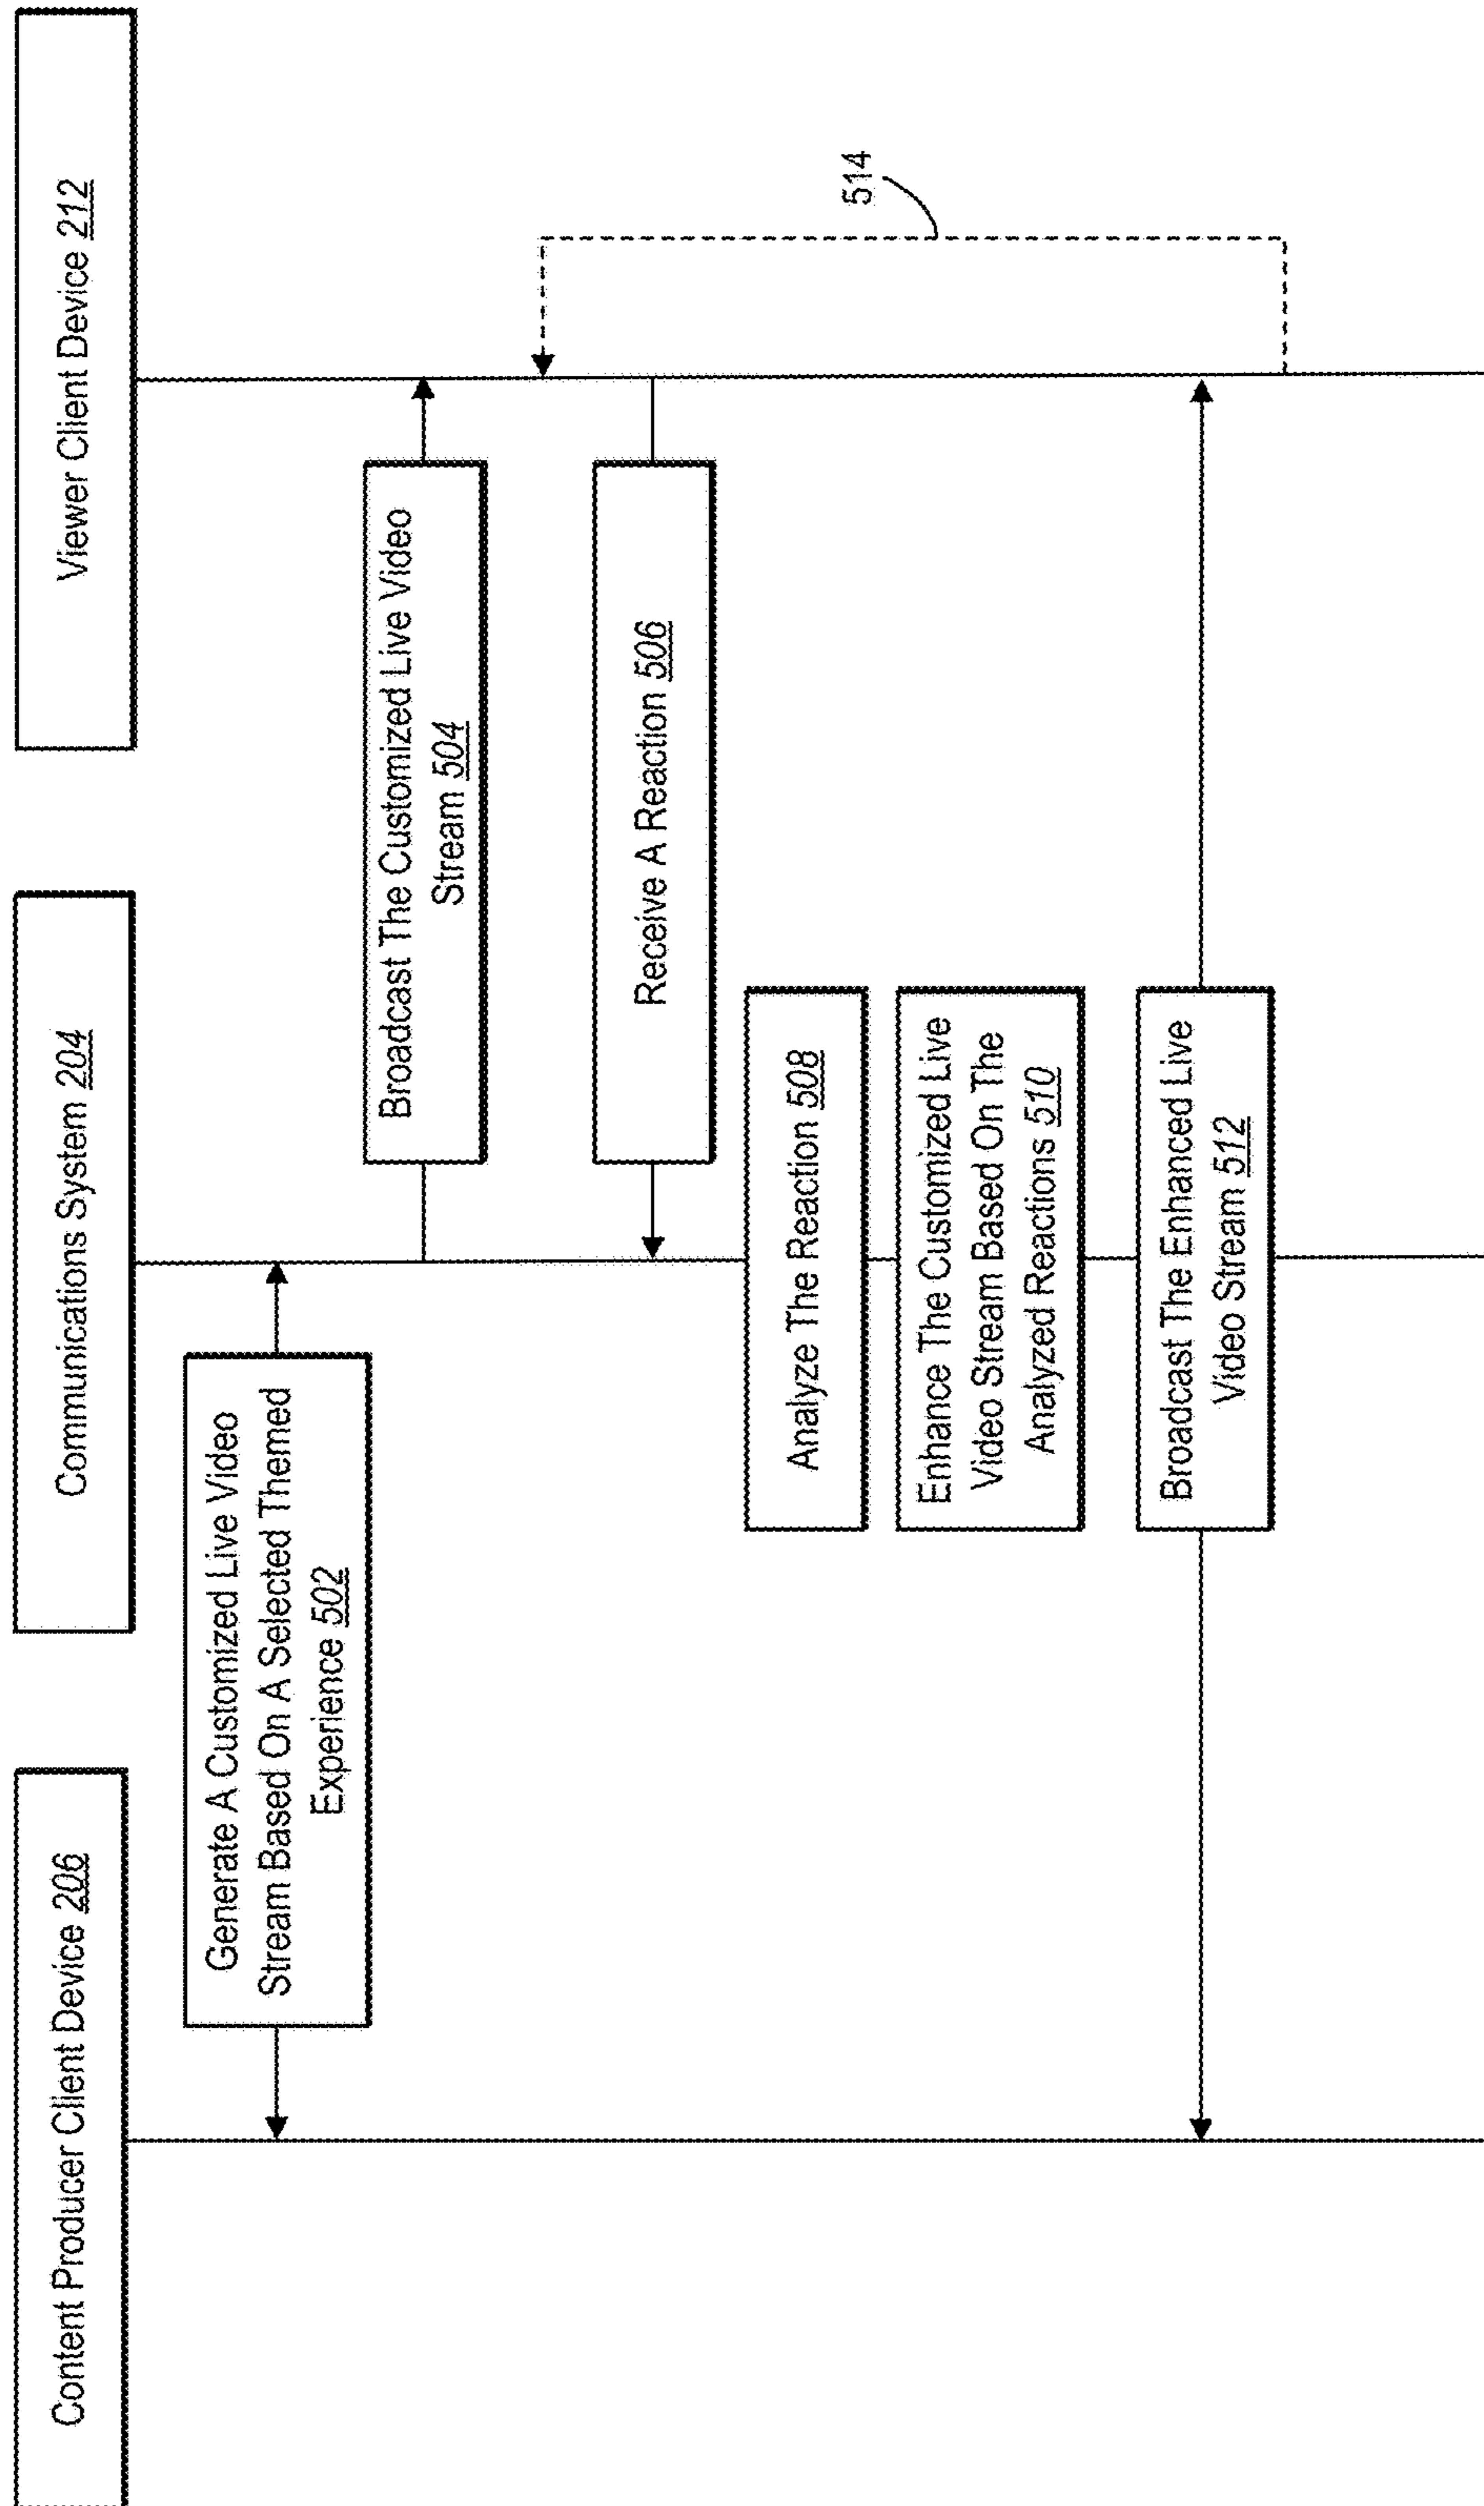 Content Producer Client Device 206
Communications System 204
Viewer Client Device 212
Generate A Customized Live Video
Stream Based On A Selected Themed
Experience 502
Broadcast The Customized Live Video
Stream 504
Receive A Reaction 506
Analyze The Reaction 508
Enhance The Customized Live
Video Stream Based On The
Analyzed Reactions 510
Broadcast The Enhanced Live
Video Stream 512
514